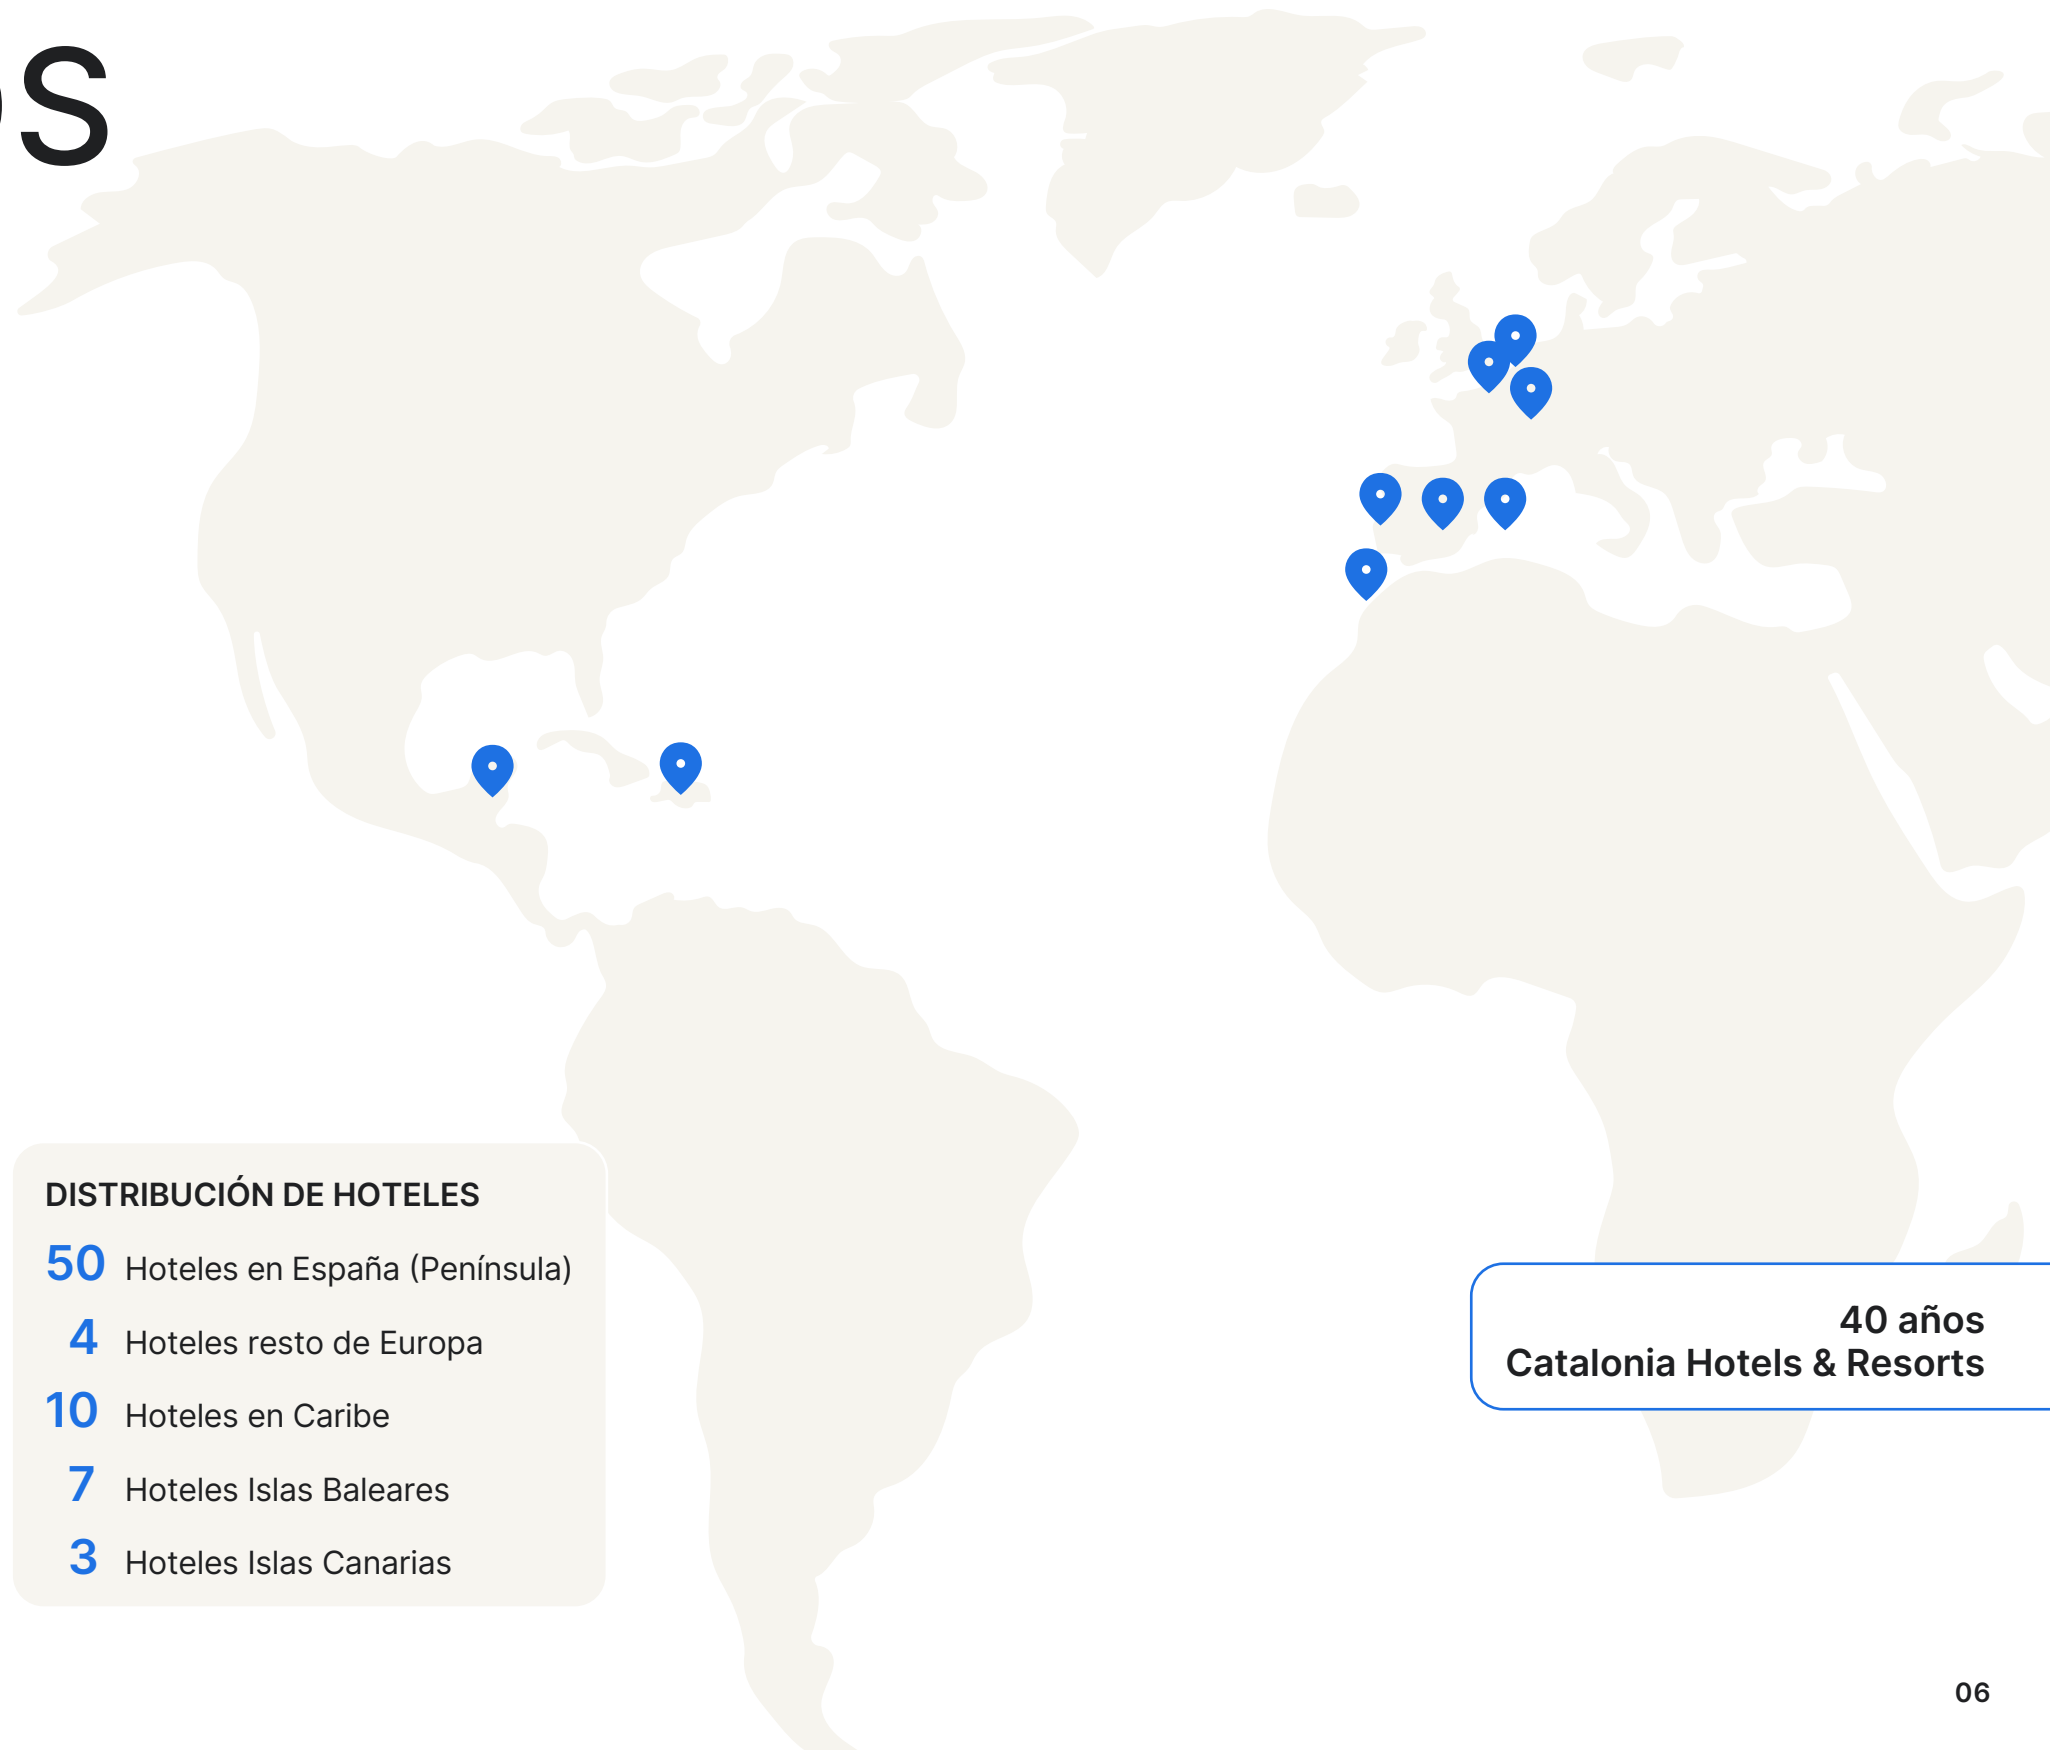 os
DISTRIBUCIÓN DE HOTELES
50 Hoteles en España (Península)
4 Hoteles resto de Europa
10 Hoteles en Caribe
7 Hoteles Islas Baleares
3 Hoteles Islas Canarias
40 años
Catalonia Hotels & Resorts
06